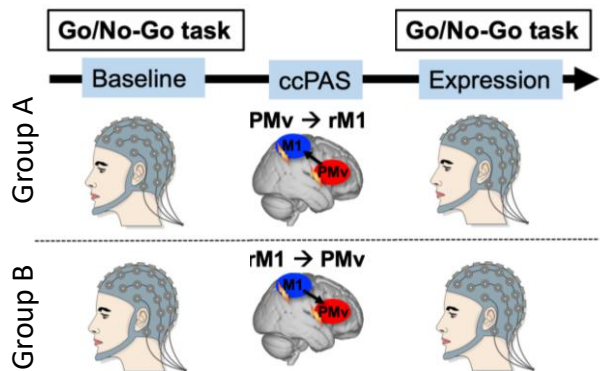 Go/No-Go task
Go/No-Go task
Baseline
ccPAS
Expression
Group A
PMv → rM1
M1
PMv
Group B
rM1 → PMv
M1
PMv